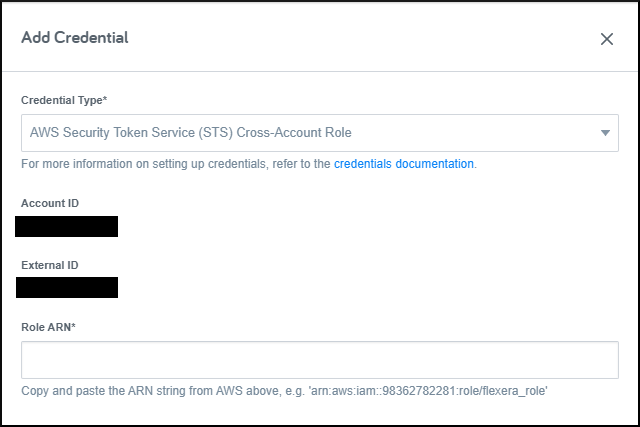 Add Credential
Credential Type*
AWS Security Token Service (STS) Cross-Account Role
For more information on setting up credentials, refer to the credentials documentation.
Account ID
External ID
Role ARN*
Copy and paste the ARN string from AWS above, e.g. 'arn:aws:iam::98362782281:role/flexera_role'